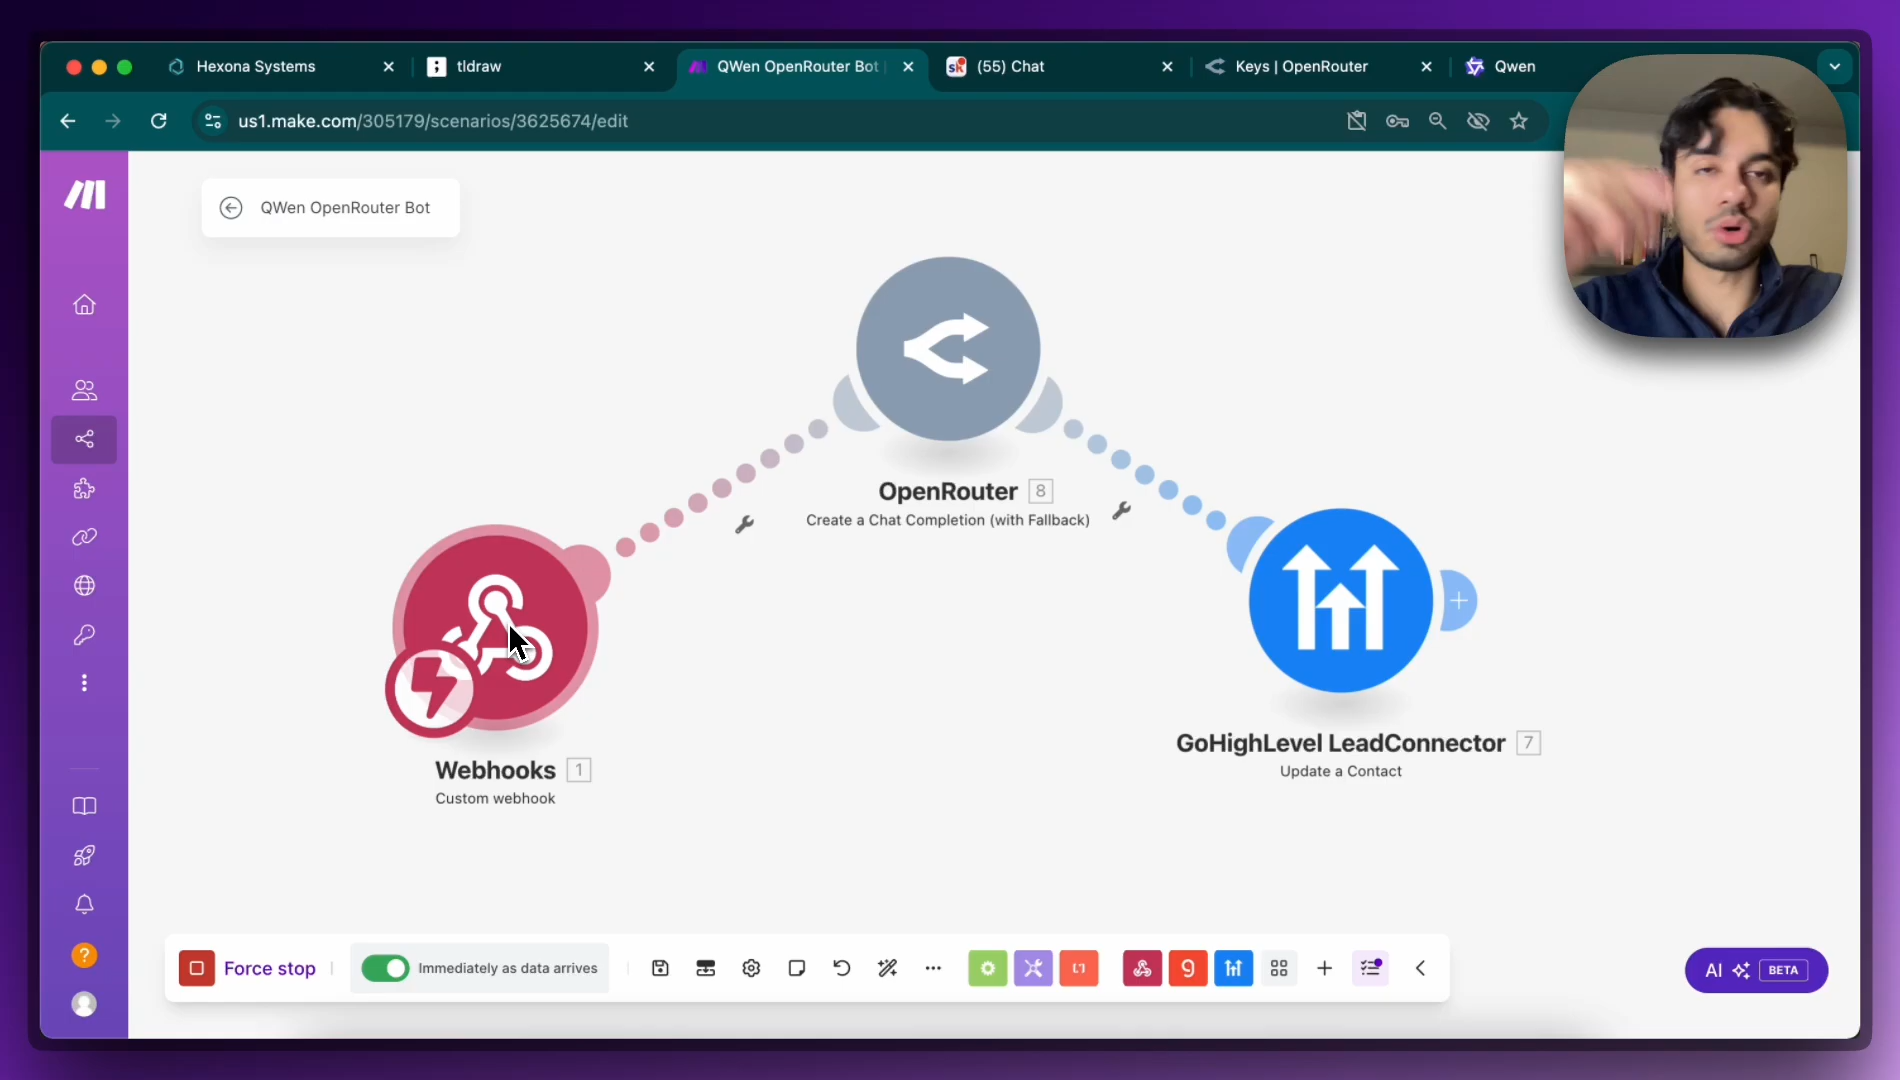 Hexona Systems
tldraw
QWen OpenRouter Bot
(55) Chat
Keys | OpenRouter
Qwen
us1.make.com/305179/scenarios/3625674/edit
QWen OpenRouter Bot
OpenRouter 8
Create a Chat Completion (with Fallback)
GoHighLevel LeadConnector 7
Update a Contact
Webhooks 1
Custom webhook
Force stop
Immediately as data arrives
AI BETA